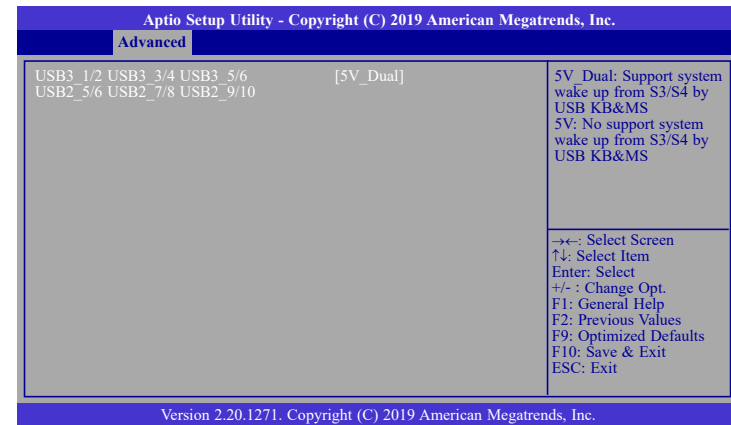 Aptio Setup Utility - Copyright (C) 2019 American Megatrends, Inc.
Advanced
USB3_1/2 USB3_3/4 USB3_5/6 [5V_Dual]
USB2_5/6 USB2_7/8 USB2_9/10
5V_Dual: Support system
wake up from S3/S4 by
USB KB&MS
5V: No support system
wake up from S3/S4 by
USB KB&MS
→←: Select Screen
↑↓: Select Item
Enter: Select
+/- : Change Opt.
F1: General Help
F2: Previous Values
F9: Optimized Defaults
F10: Save & Exit
ESC: Exit
Version 2.20.1271. Copyright (C) 2019 American Megatrends, Inc.